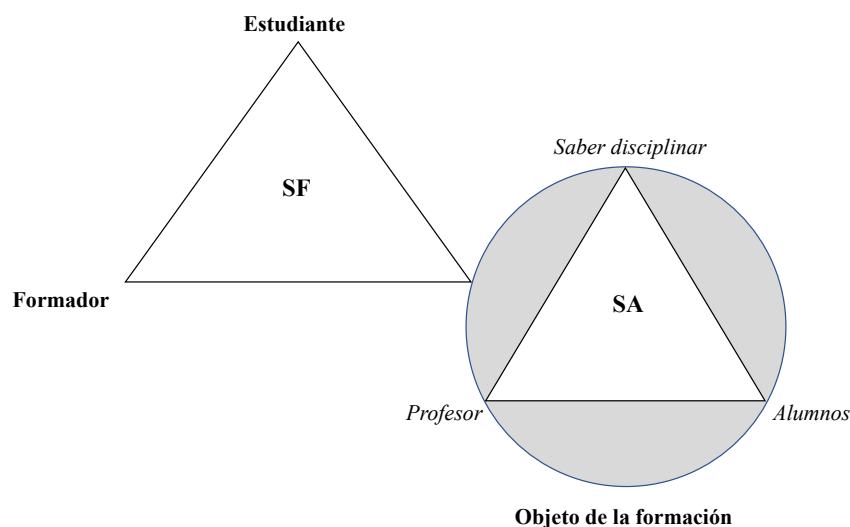 Estudiante
Saber disciplinar
SF
Formador
SA
Profesor
Alumnos
Objeto de la formación